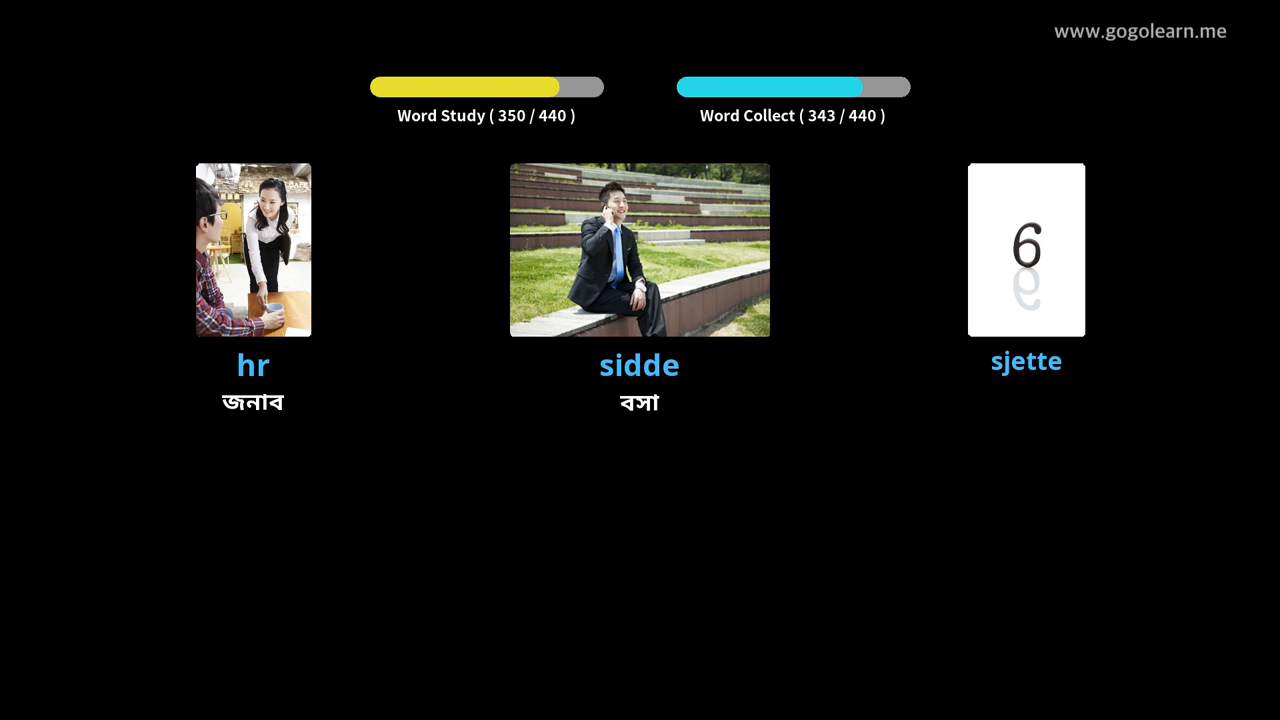 www.gogolearn.me
Word Study ( 350 / 440 )
Word Collect ( 343 / 440 )
6
hr
sidde
sjette
জনাব
বসা